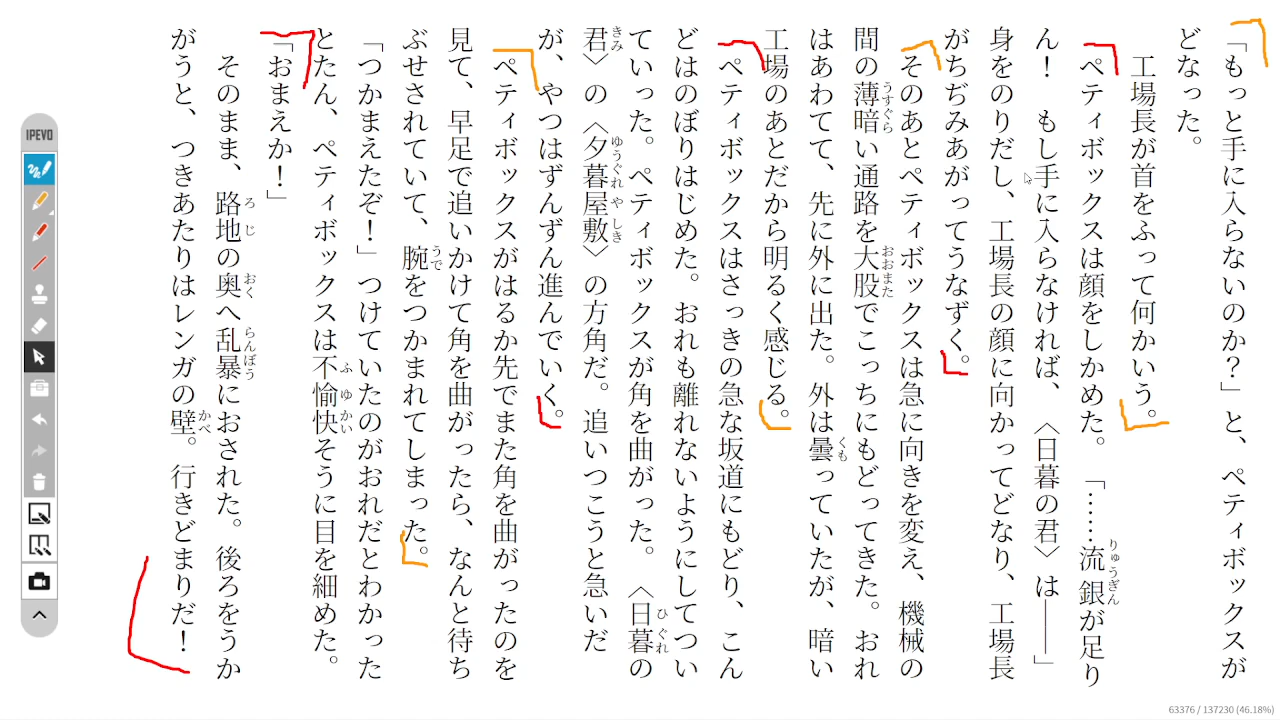 「もっと手に入らないのか？」と、ペティボックスが
どなった。
工場長が首をふって何かいう。
ペティボックスは顔をしかめた。「……流銀が足り
ん！　もし手に入らなければ、〈日暮の君〉は――」
身をのりだし、工場長の顔に向かってどなり、工場長
がちぢみあがってうなずく。
そのあとペティボックスは急に向きを変え、機械の
間の薄暗い通路を大股でこっちにもどってきた。おれ
はあわてて、先に外に出た。外は曇っていたが、暗い
工場のあとだから明るく感じる。
ペティボックスはさっきの急な坂道にもどり、こん
どはのぼりはじめた。おれも離れないようにしてつい
ていった。ペティボックスが角を曲がった。〈日暮の
君〉の〈夕暮屋敷〉の方角だ。追いつこうと急いだ
が、やつはずんずん進んでいく。
ペティボックスがはるか先でまた角を曲がったのを
見て、早足で追いかけて角を曲がったら、なんと待ち
ぶせされていて、腕をつかまれてしまった。
「つかまえたぞ！」つけていたのがおれだとわかった
とたん、ペティボックスは不愉快そうに目を細めた。
「おまえか！」
そのまま、路地の奥へ乱暴におされた。後ろをうか
がうと、つきあたりはレンガの壁。行きどまりだ！
IPEVO
63376 / 137230 (46.18%)